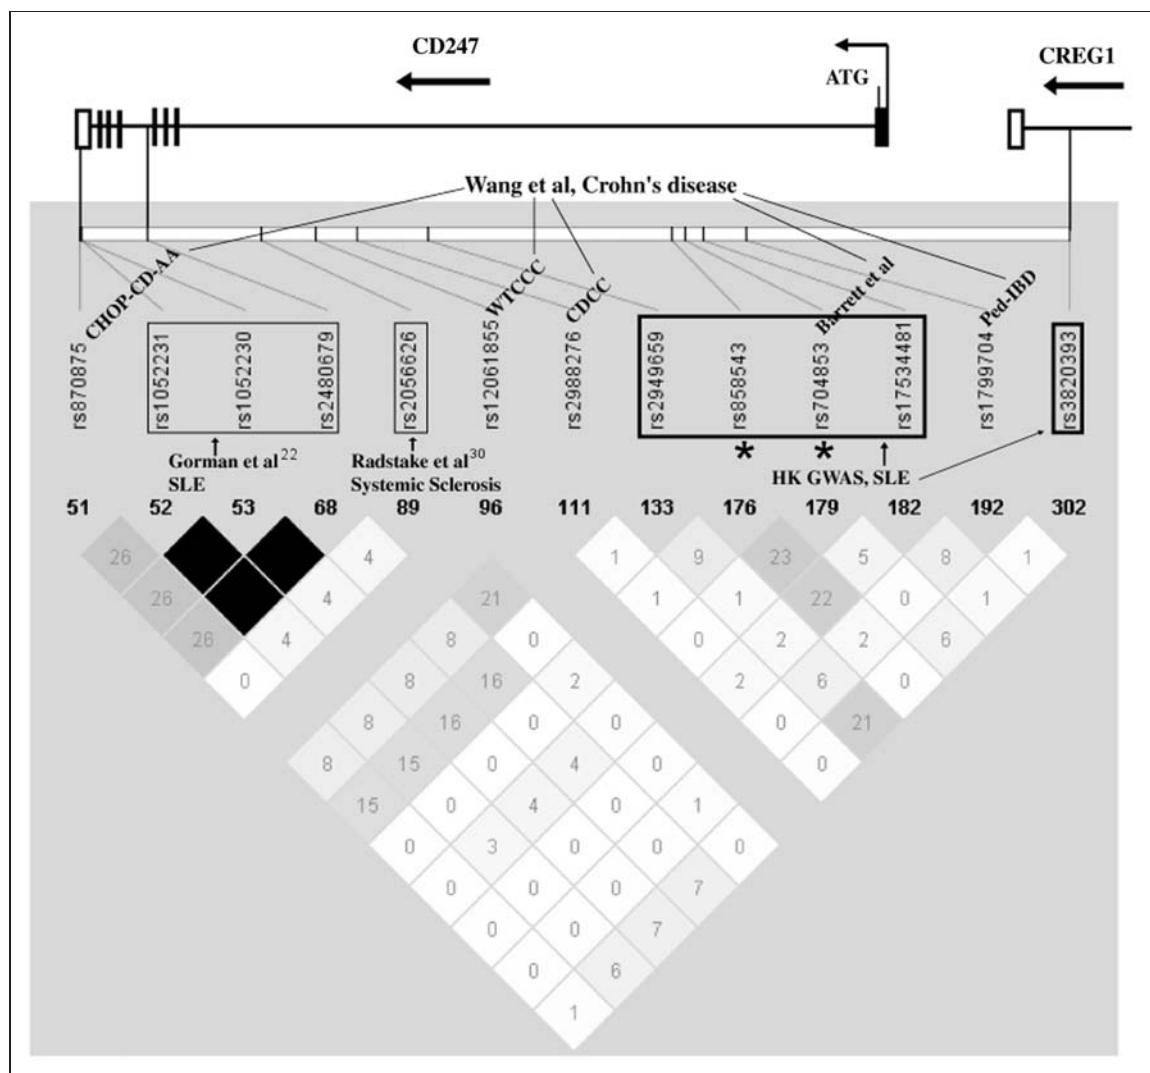 CD247
CREG1
ATG
Wang et al, Crohn's disease
CHOP-CD-AA
WTCCC
CDCC
Barrett et al
Ped-IBD
rs870875
rs1052231
rs1052230
rs2480679
rs2056626
rs12061855
rs2988276
rs2949659
rs858543
rs704853
rs17534481
rs1799704
rs3820393
* *
Gorman et al22
SLE
Radstake et al30
Systemic Sclerosis
HK GWAS, SLE
51 52 53 68 89 96 111 133 176 179 182 192 302
26 4 1 9 23 5 8 1
26 4 21 1 1 22 0 1
26 4 8 0 0 2 2 6
0 8 16 2 2 6 0
8 16 0 0 0 21
8 15 0 4 0 0
15 0 4 0 1
0 3 0 0 0
0 0 0 7
0 0 7
0 6
1